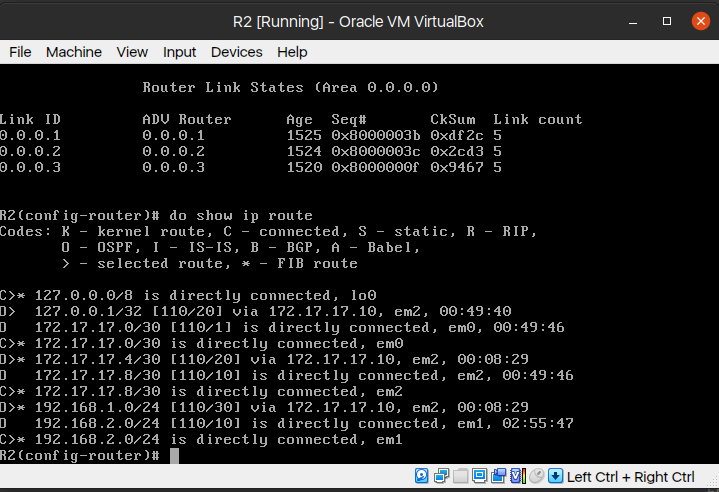 R2 [Running] - Oracle VM VirtualBox
File Machine View Input Devices Help
Router Link States (Area 0.0.0.0)
Link ID ADV Router Age Seq# CkSum Link count
0.0.0.1 0.0.0.1 1525 0x8000003b 0xdf2c 5
0.0.0.2 0.0.0.2 1524 0x8000003c 0x2cd3 5
0.0.0.3 0.0.0.3 1520 0x8000000f 0x9467 5
R2(config-router)# do show ip route
Codes: K - kernel route, C - connected, S - static, R - RIP,
O - OSPF, I - IS-IS, B - BGP, A - Babel,
> - selected route, * - FIB route
C>* 127.0.0.0/8 is directly connected, lo0
O> 127.0.0.1/32 [110/20] via 172.17.17.10, em2, 00:49:40
O 172.17.17.0/30 [110/1] is directly connected, em0, 00:49:46
C>* 172.17.17.0/30 is directly connected, em0
O>* 172.17.17.4/30 [110/20] via 172.17.17.10, em2, 00:08:29
O 172.17.17.8/30 [110/10] is directly connected, em2, 00:49:46
C>* 172.17.17.8/30 is directly connected, em2
O>* 192.168.1.0/24 [110/30] via 172.17.17.10, em2, 00:08:29
O 192.168.2.0/24 [110/10] is directly connected, em1, 02:55:47
C>* 192.168.2.0/24 is directly connected, em1
R2(config-router)#
Left Ctrl + Right Ctrl